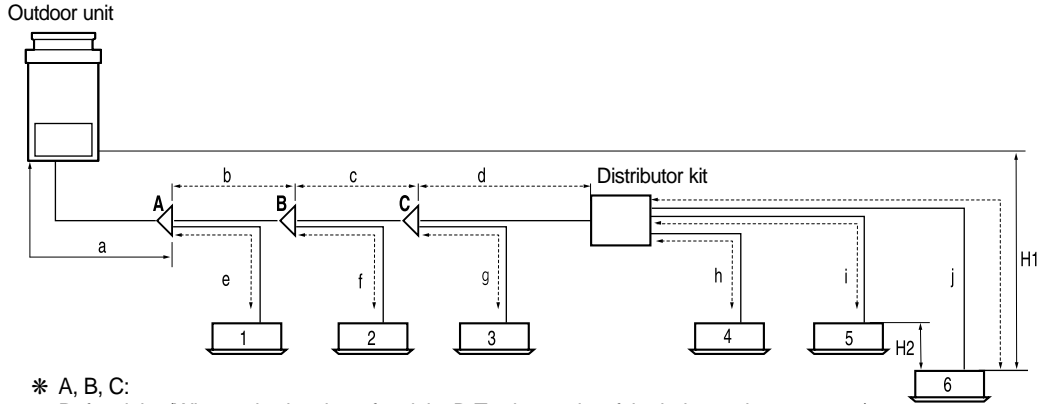 Outdoor unit
b
c
d
Distributor kit
A
B
C
a
e
f
g
h
i
j
H1
H2
1
2
3
4
5
6
❋ A, B, C: